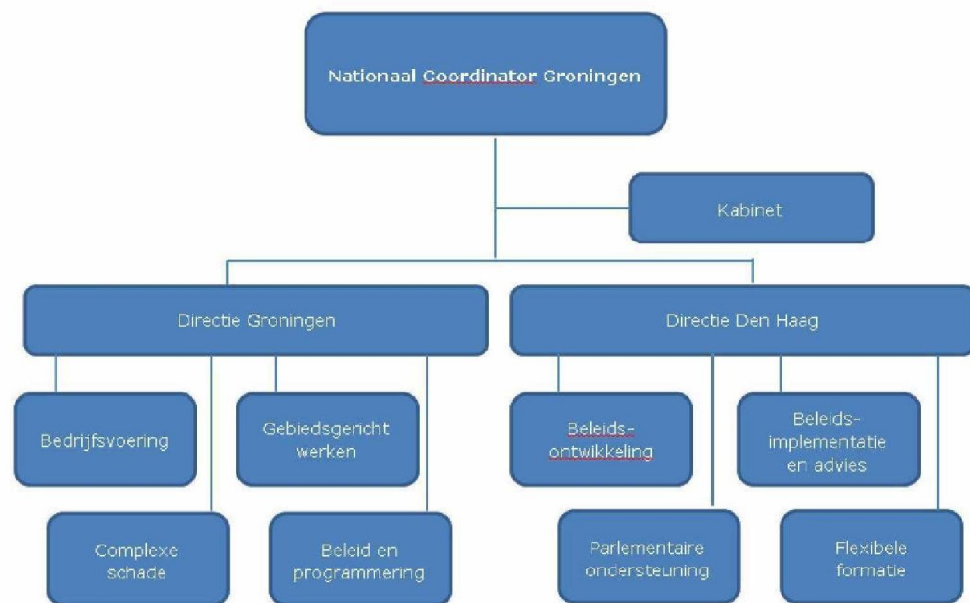 Nationaal Coordinator Groningen
Kabinet
Directie Groningen
Directie Den Haag
Bedrijfsvoering
Gebiedsgericht
werken
Beleids-
ontwikkeling
Beleids-
implementatie
en advies
Complexe
schade
Beleid en
programmering
Parlementaire
ondersteuning
Flexibele
formatie